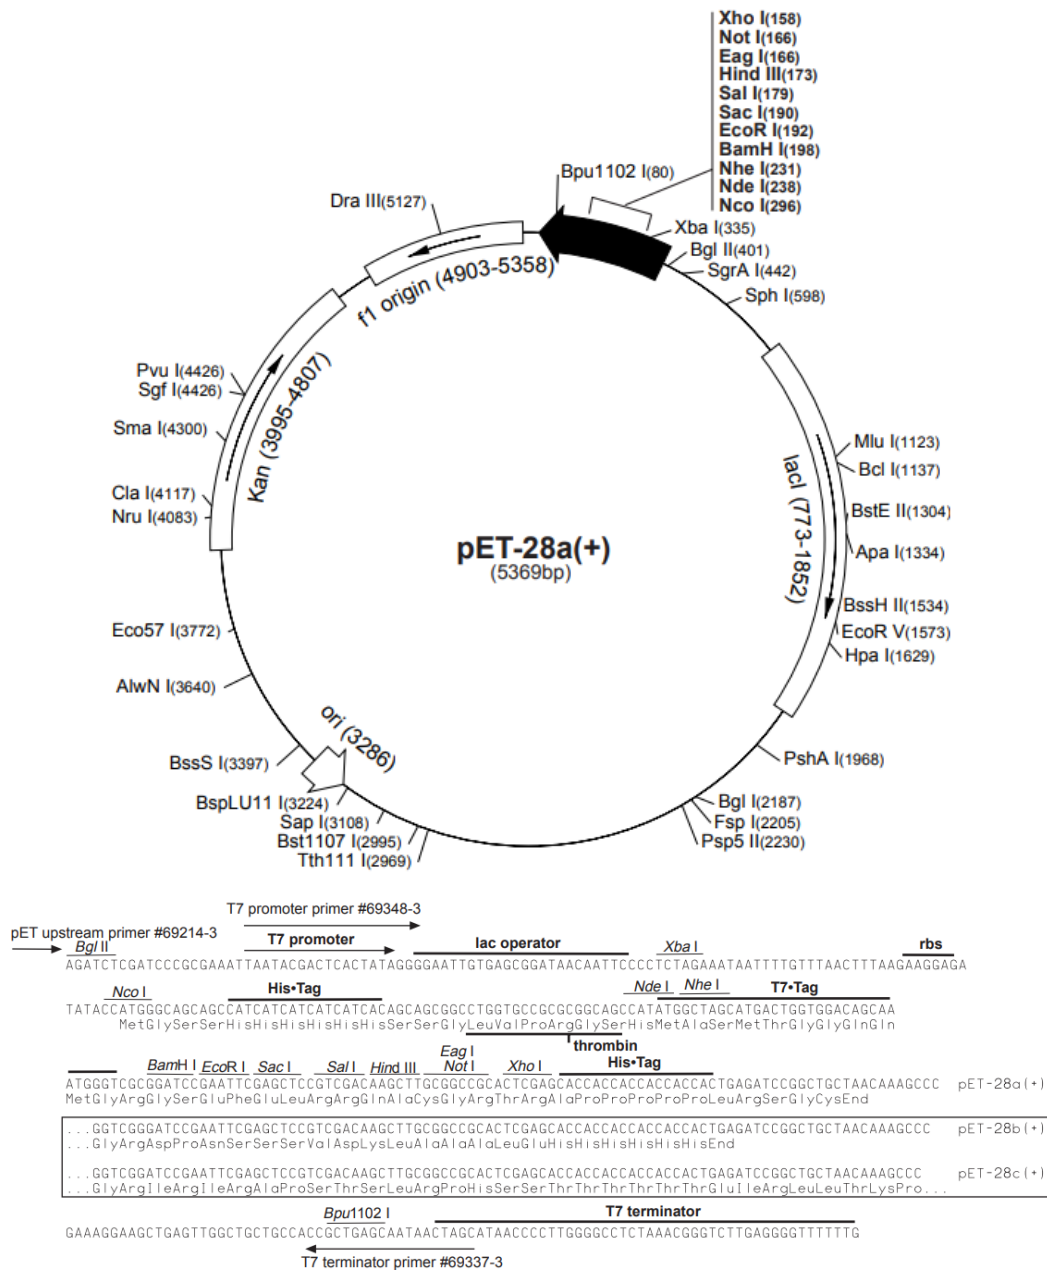 Xho I(158)
Not I(166)
Eag I(166)
Hind III(173)
Sal I(179)
Sac I(190)
EcoR I(192)
BamH I(198)
Nhe I(231)
Nde I(238)
Nco I(296)
Bpu1102 I(80)
Dra III(5127)
Xba I(335)
Bgl II(401)
SgrA I(442)
Sph I(598)
f1 origin (4903-5358)
Pvu I(4426)
Sgf I(4426)
Sma I(4300)
Kan (3995-4807)
Cla I(4117)
Nru I(4083)
Mlu I(1123)
Bcl I(1137)
BstE II(1304)
Apa I(1334)
lacI (773-1852)
BssH II(1534)
EcoR V(1573)
Hpa I(1629)
pET-28a(+)
(5369bp)
Eco57 I(3772)
AlwN I(3640)
ori (3286)
BssS I(3397)
BspLU11 I(3224)
Sap I(3108)
Bst1107 I(2995)
Tth111 I(2969)
PshA I(1968)
Bgl I(2187)
Fsp I(2205)
Psp5 II(2230)
T7 promoter primer #69348-3
pET upstream primer #69214-3
Bgl II
T7 promoter
lac operator
Xba I
rbs
AGATCTCGATCCCGCGAAATTAATACGACTCACTATAGGGGAATTGTGAGCGGATAACAATTCCCCTCTAGAAATAATTTTGTTTAACTTTAAGAAGGAGA
Nco I
His•Tag
Nde I
Nhe I
T7•Tag
TATACCATGGGCAGCAGCCATCATCATCATCATCACAGCAGCGGCCTGGTGCCGCGCGGCAGCCATATGGCTAGCATGACTGGTGGACAGCAA
MetGlySerSerHisHisHisHisHisHisSerSerGlyLeuValProArgGlySerHisMetAlaSerMetThrGlyGlyGlnGln
thrombin
BamH I
EcoR I
Sac I
Sal I
Hind III
Eag I
Not I
Xho I
His•Tag
ATGGGTCGCGGATCCGAATTCGAGCTCCGTCGACAAGCTTGCGGCCGCACTCGAGCACCACCACCACCACCACTGAGATCCGGCTGCTAACAAAGCCC pET-28a(+)
MetGlyArgGlySerGluPheGluLeuArgArgGlnAlaCysGlyArgThrArgAlaProProProProProLeuArgSerGlyCysEnd
...GGTCGGGATCCGAATTCGAGCTCCGTCGACAAGCTTGCGGCCGCACTCGAGCACCACCACCACCACCACTGAGATCCGGCTGCTAACAAAGCCC pET-28b(+)
...GlyArgAspProAsnSerSerSerValAspLysLeuAlaAlaAlaLeuGluHisHisHisHisHisHisEnd
...GGTCGGATCCGAATTCGAGCTCCGTCGACAAGCTTGCGGCCGCACTCGAGCACCACCACCACCACCACTGAGATCCGGCTGCTAACAAAGCCC pET-28c(+)
...GlyArgIleArgIleArgAlaProSerThrSerLeuArgProHisSerSerThrThrThrThrThrThrGluIleArgLeuLeuThrLysPro...
Bpu1102 I
T7 terminator
GAAAGGAAGCTGAGTTGGCTGCTGCCACCGCTGAGCAATAACTAGCATAACCCCTTGGGGCCTCTAAACGGGTCTTGAGGGGTTTTTTG
T7 terminator primer #69337-3